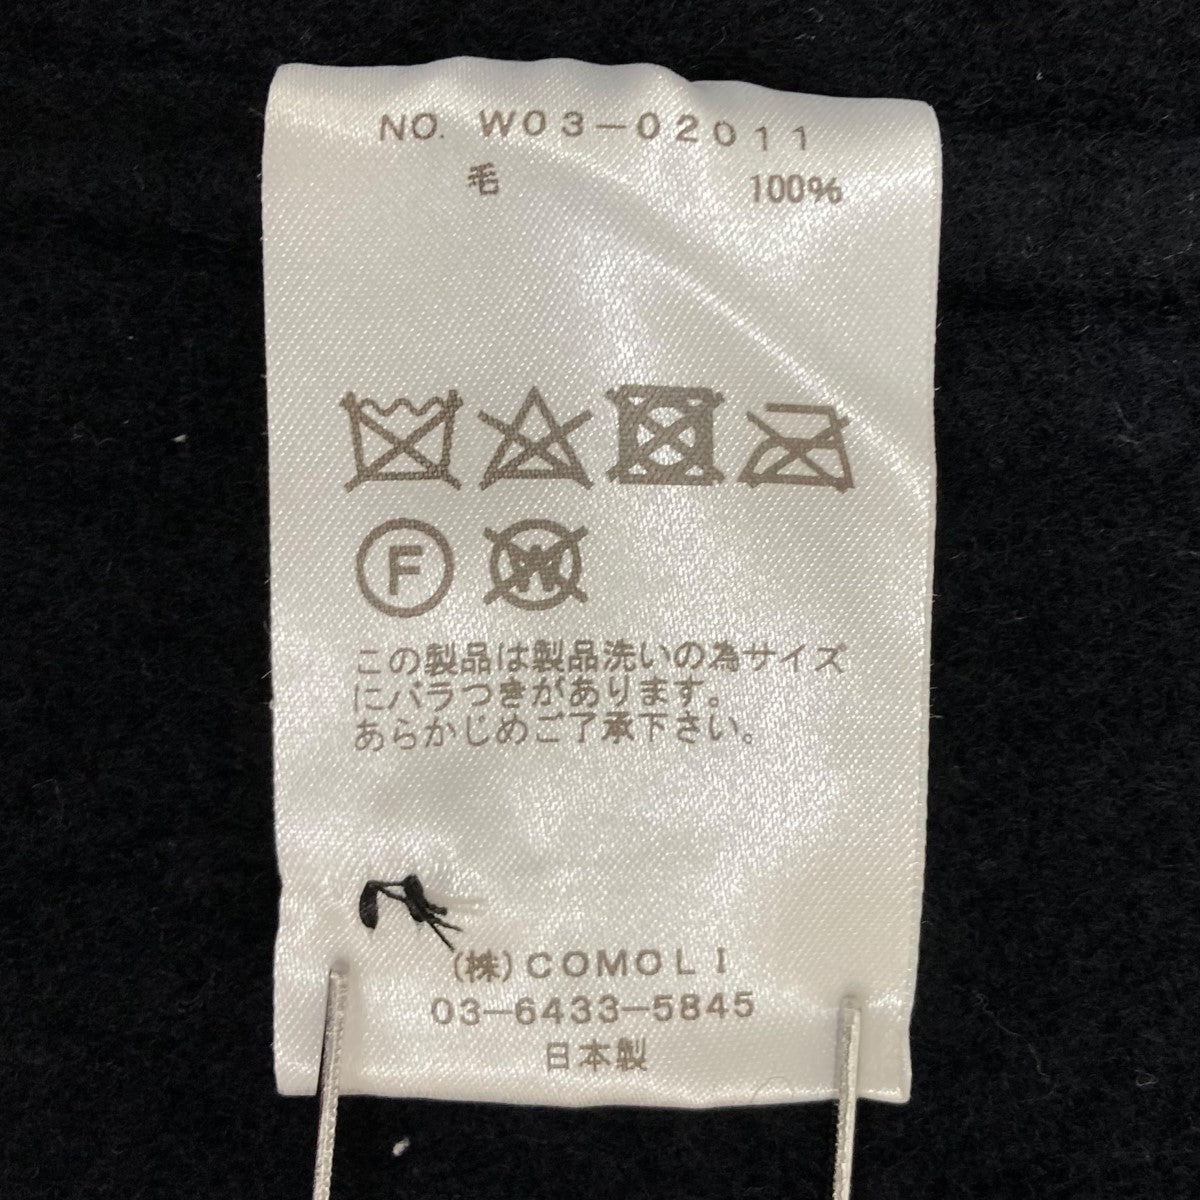 NO. W03-02011
毛 100%
F W
この製品は製品洗いの為サイズ
にバラつきがあります。
あらかじめご了承下さい。
(株)COMOLI
03-6433-5845
日本製